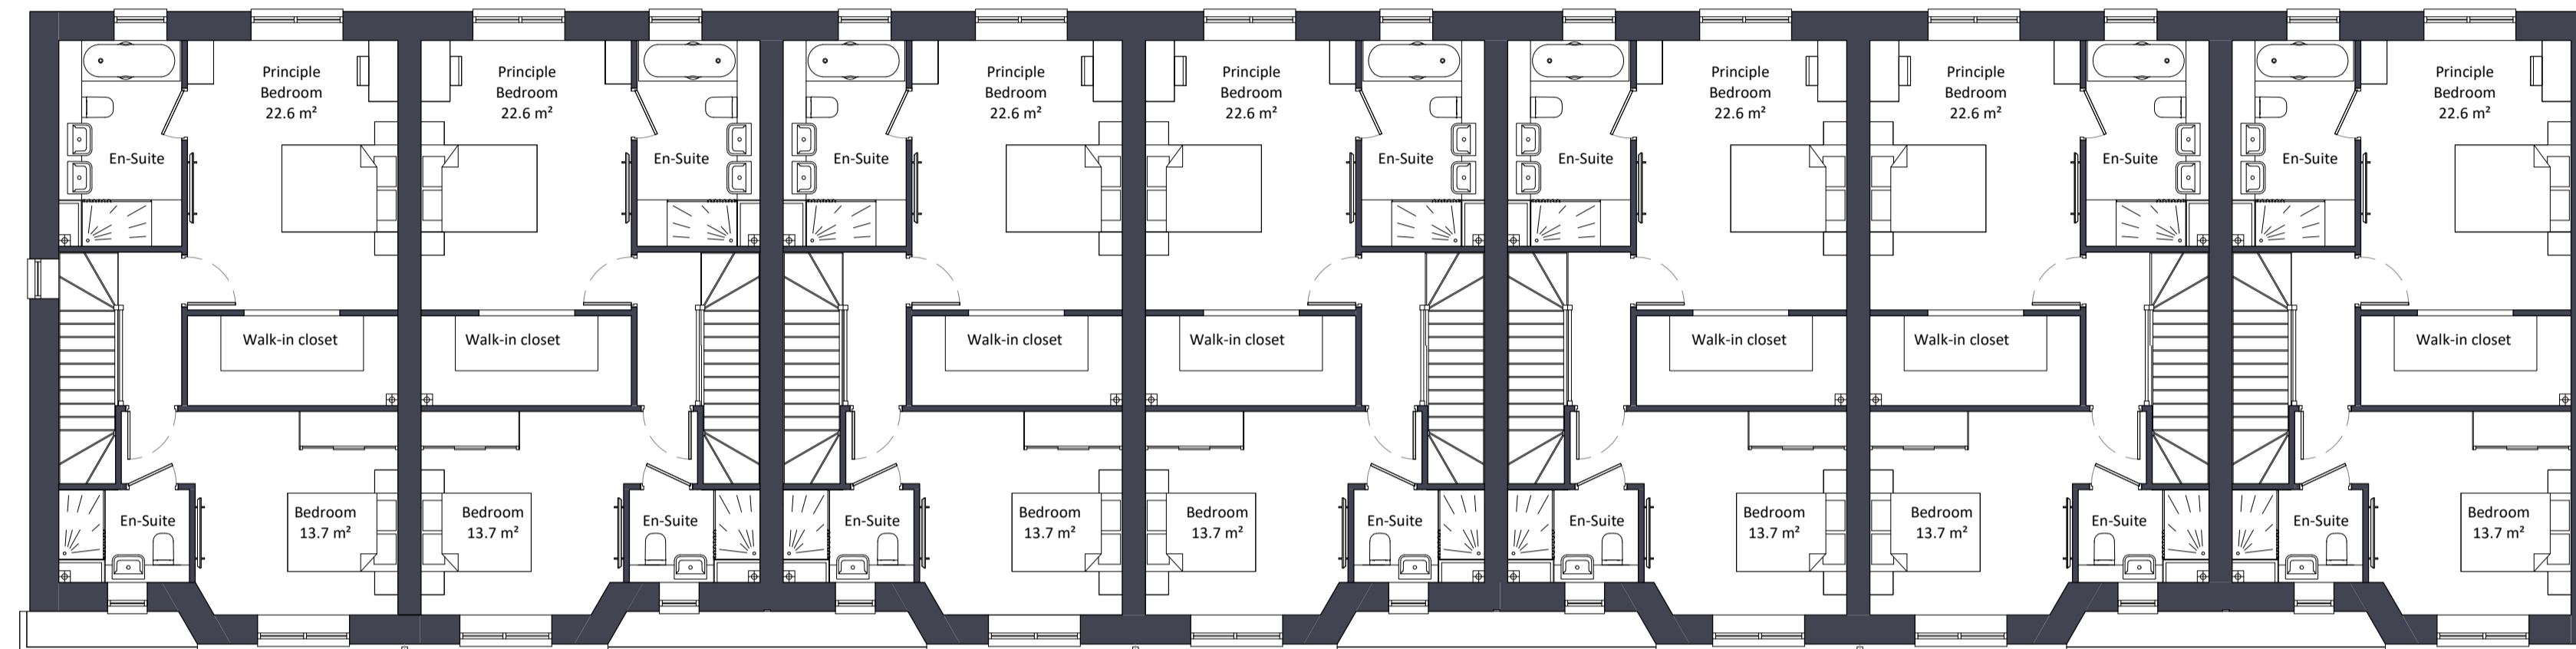 Principle
Bedroom
22.6 m²
Principle
Bedroom
22.6 m²
Principle
Bedroom
22.6 m²
Principle
Bedroom
22.6 m²
Principle
Bedroom
22.6 m²
Principle
Bedroom
22.6 m²
Principle
Bedroom
22.6 m²
En-Suite
En-Suite
En-Suite
En-Suite
En-Suite
En-Suite
En-Suite
Walk-in closet
Walk-in closet
Walk-in closet
Walk-in closet
Walk-in closet
Walk-in closet
Walk-in closet
En-Suite
Bedroom
13.7 m²
Bedroom
13.7 m²
En-Suite
En-Suite
Bedroom
13.7 m²
Bedroom
13.7 m²
En-Suite
En-Suite
Bedroom
13.7 m²
Bedroom
13.7 m²
En-Suite
En-Suite
Bedroom
13.7 m²